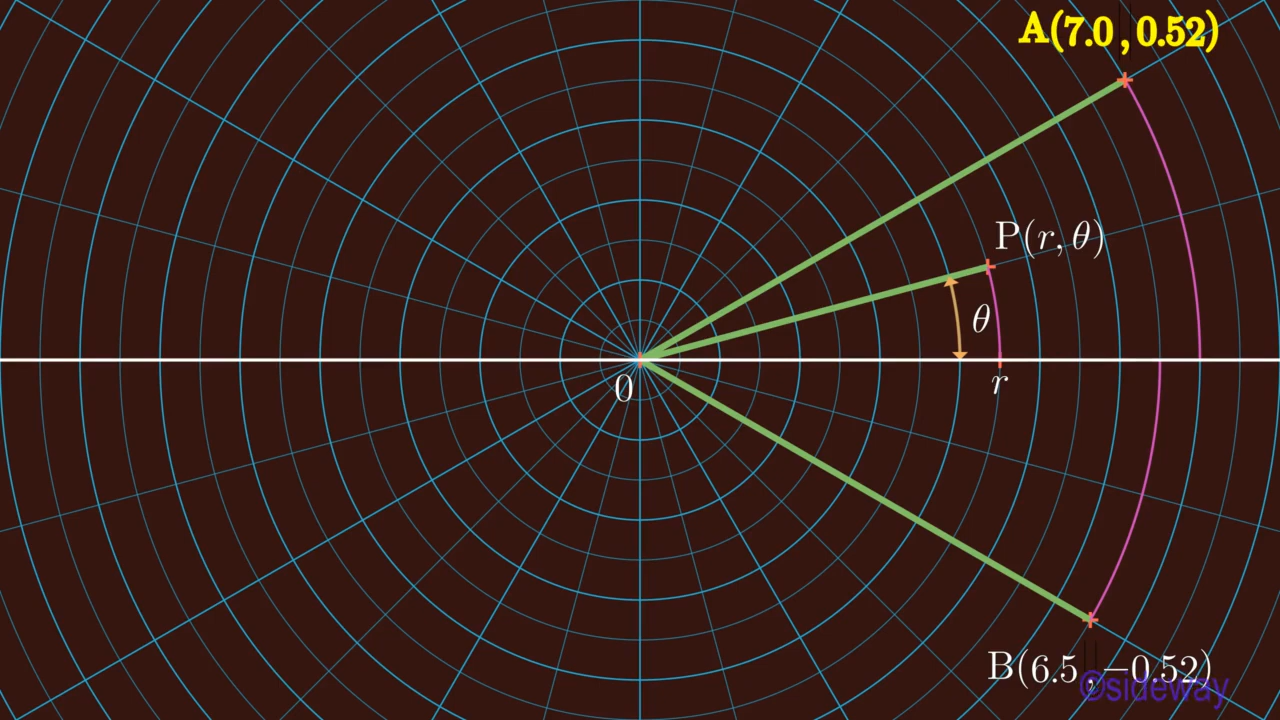 A(7.0 , 0.52)
P(r, θ)
θ
0
r
B(6.5 , −0.52)
©sideway